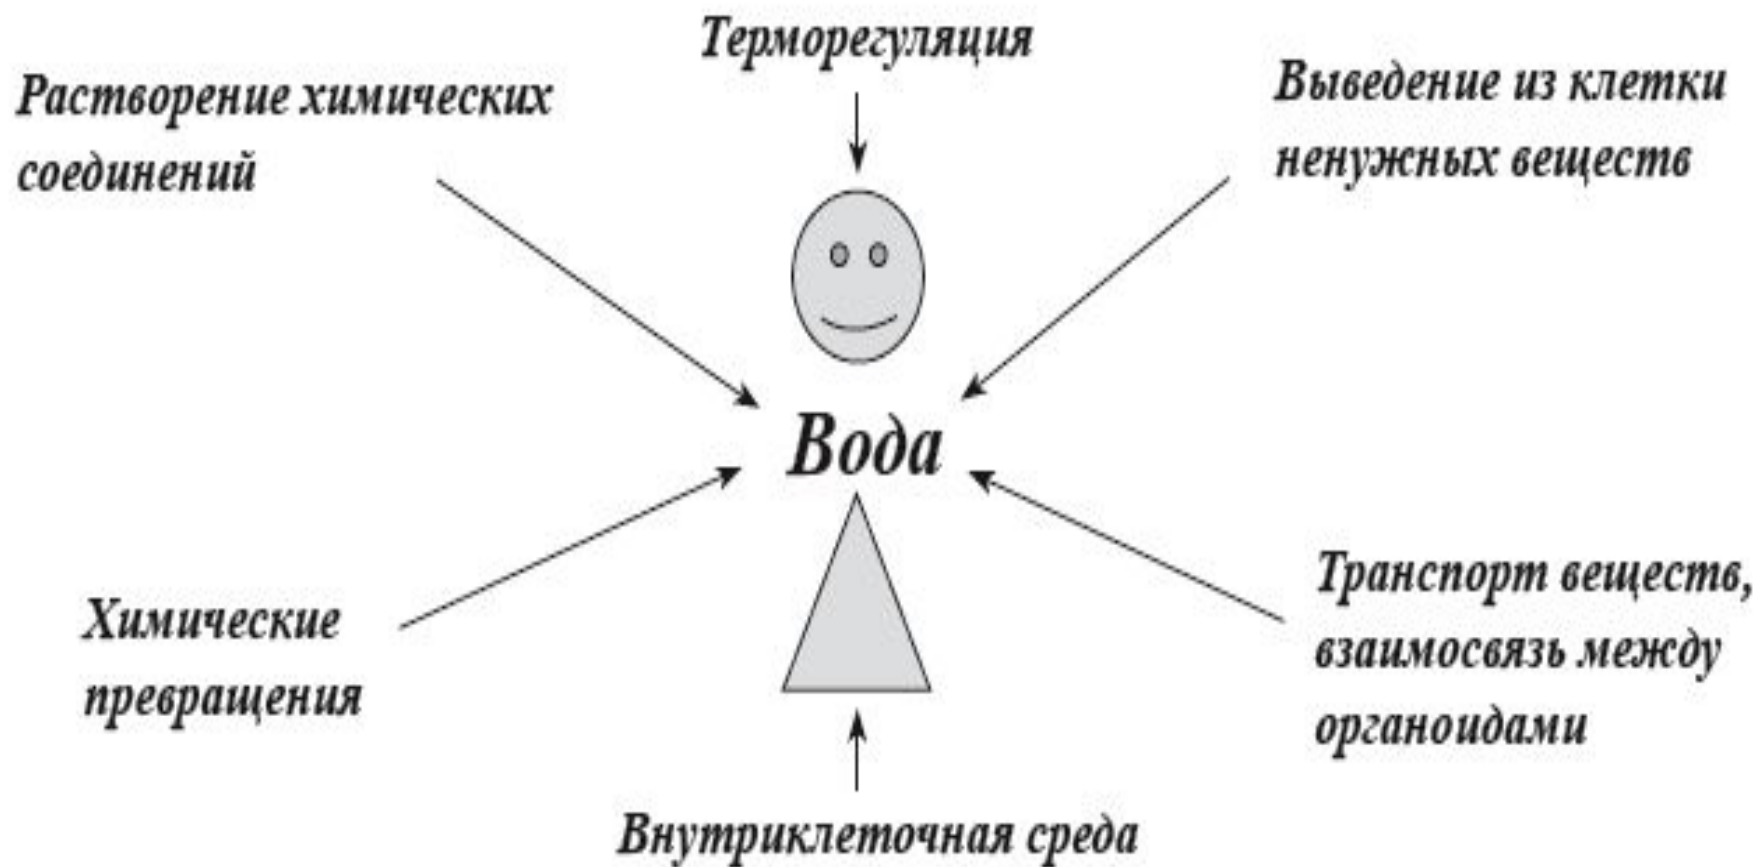 Терморегуляция
Растворение химических
соединений
Выведение из клетки
ненужных веществ
Вода
Химические
превращения
Транспорт веществ,
взаимосвязь между
органоидами
Внутриклеточная среда